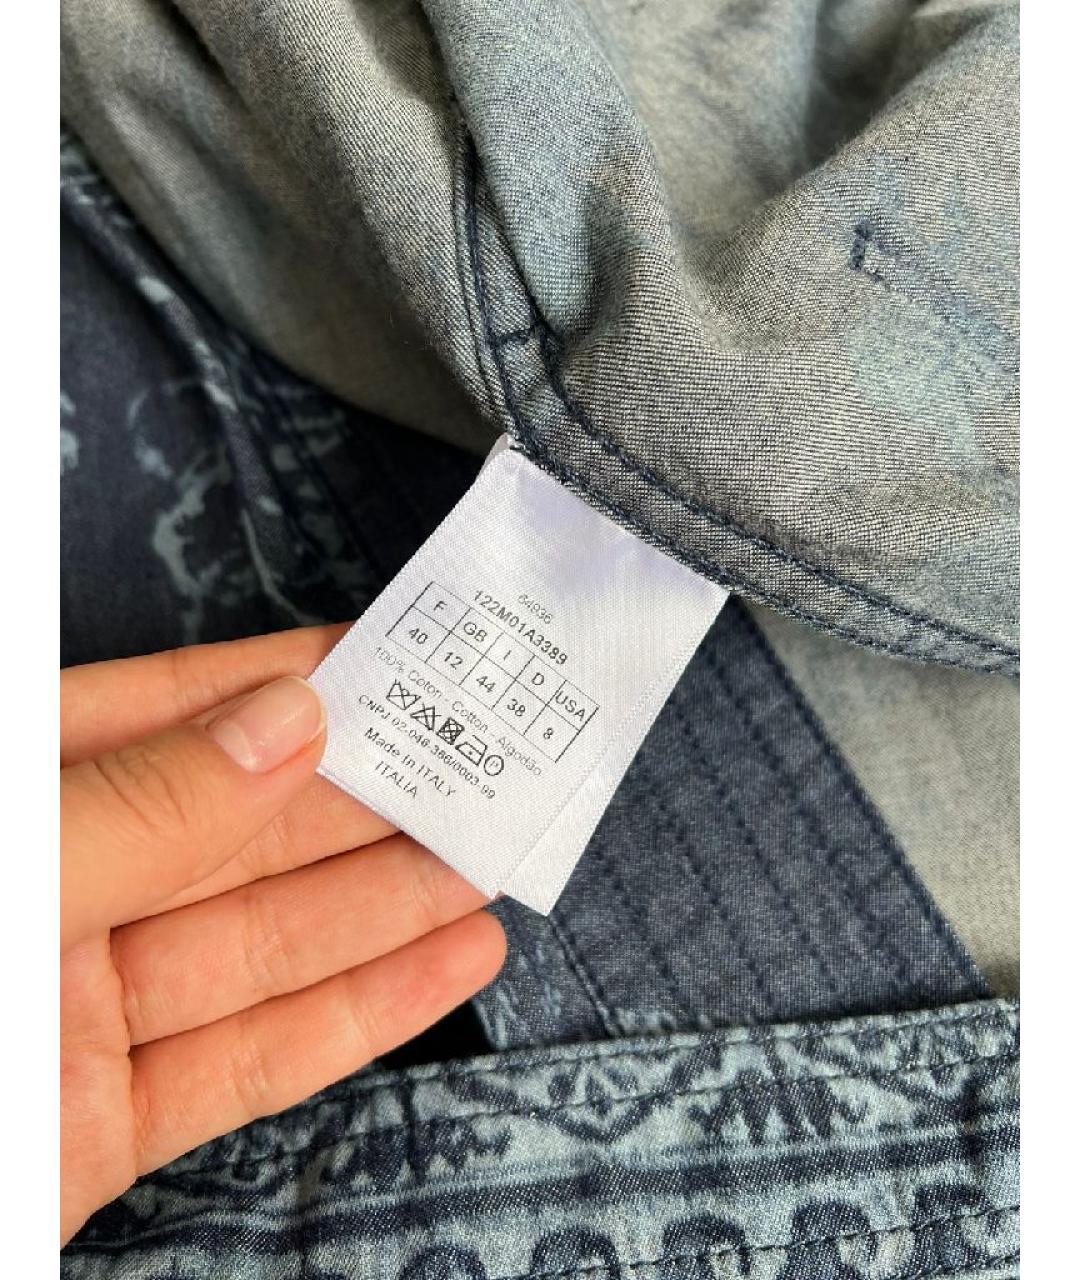 64936
122M01A3389
F GB I D USA
40 12 44 38 8
100% Coton - Cotton - Algodão
P
CNPJ 02-046-386/0003-99
Made in ITALY
ITALIA